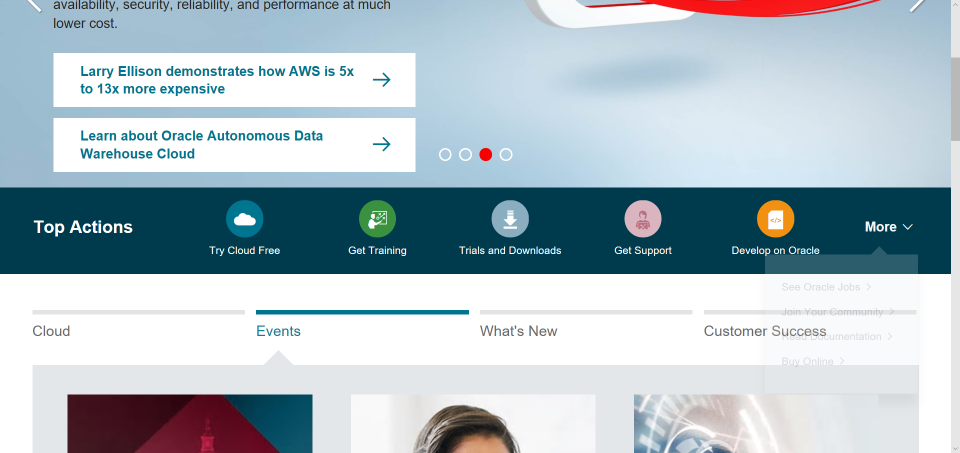 availability, security, reliability, and performance at much
lower cost.
Larry Ellison demonstrates how AWS is 5x
to 13x more expensive
Learn about Oracle Autonomous Data
Warehouse Cloud
Top Actions
Try Cloud Free
Get Training
Trials and Downloads
</>
Get Support
Develop on Oracle
More
See Oracle Jobs
Join Your Community
Read Documentation
Buy Online
Cloud
Events
What's New
Customer Success